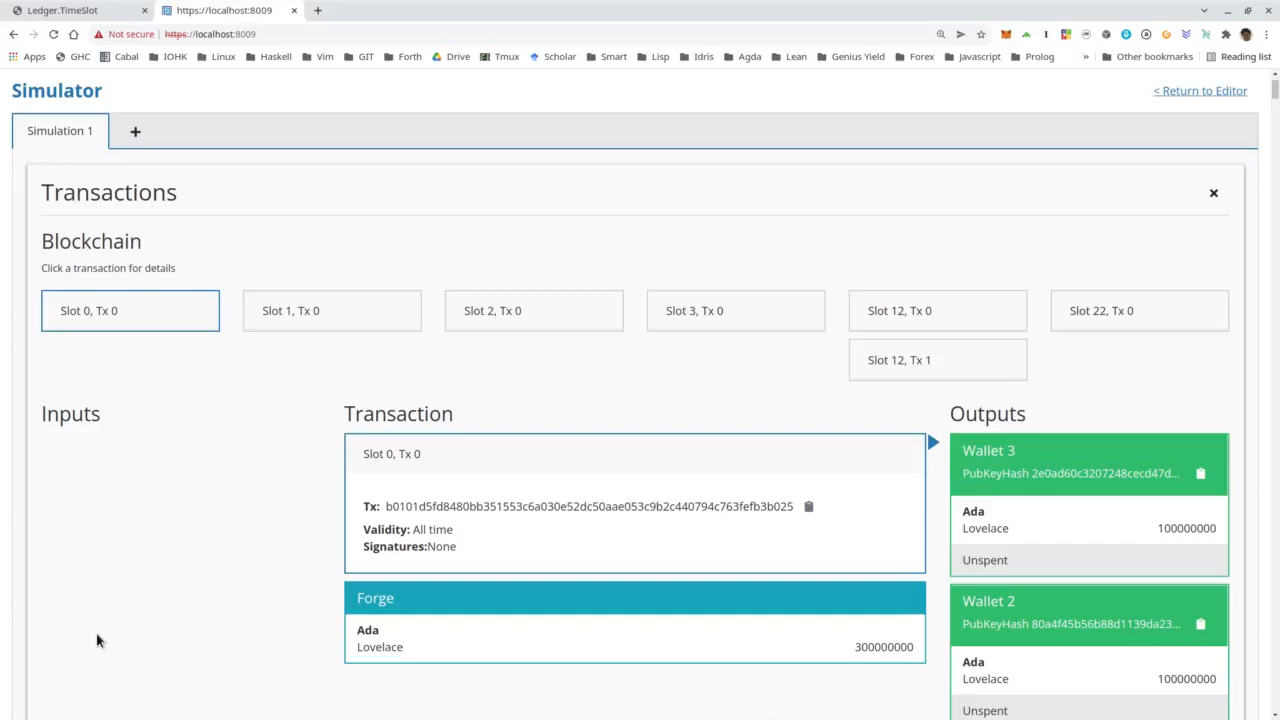 Ledger.TimeSlot
https://localhost:8009
Not secure
https://localhost:8009
Apps
GHC
Cabal
IOHK
Linux
Haskell
Vim
GIT
Forth
Drive
Tmux
Scholar
Smart
Lisp
Idris
Agda
Lean
Genius Yield
Forex
Javascript
Prolog
»
Other bookmarks
Reading list
Simulator
< Return to Editor
Simulation 1
Transactions
Blockchain
Click a transaction for details
Slot 0, Tx 0
Slot 1, Tx 0
Slot 2, Tx 0
Slot 3, Tx 0
Slot 12, Tx 0
Slot 22, Tx 0
Slot 12, Tx 1
Inputs
Transaction
Slot 0, Tx 0
Tx: b0101d5fd8480bb351553c6a030e52dc50aae053c9b2c440794c763fefb3b025
Validity: All time
Signatures:None
Forge
Ada
Lovelace 300000000
Outputs
Wallet 3
PubKeyHash 2e0ad60c3207248cecd47d...
Ada
Lovelace 100000000
Unspent
Wallet 2
PubKeyHash 80a4f45b56b88d1139da23...
Ada
Lovelace 100000000
Unspent